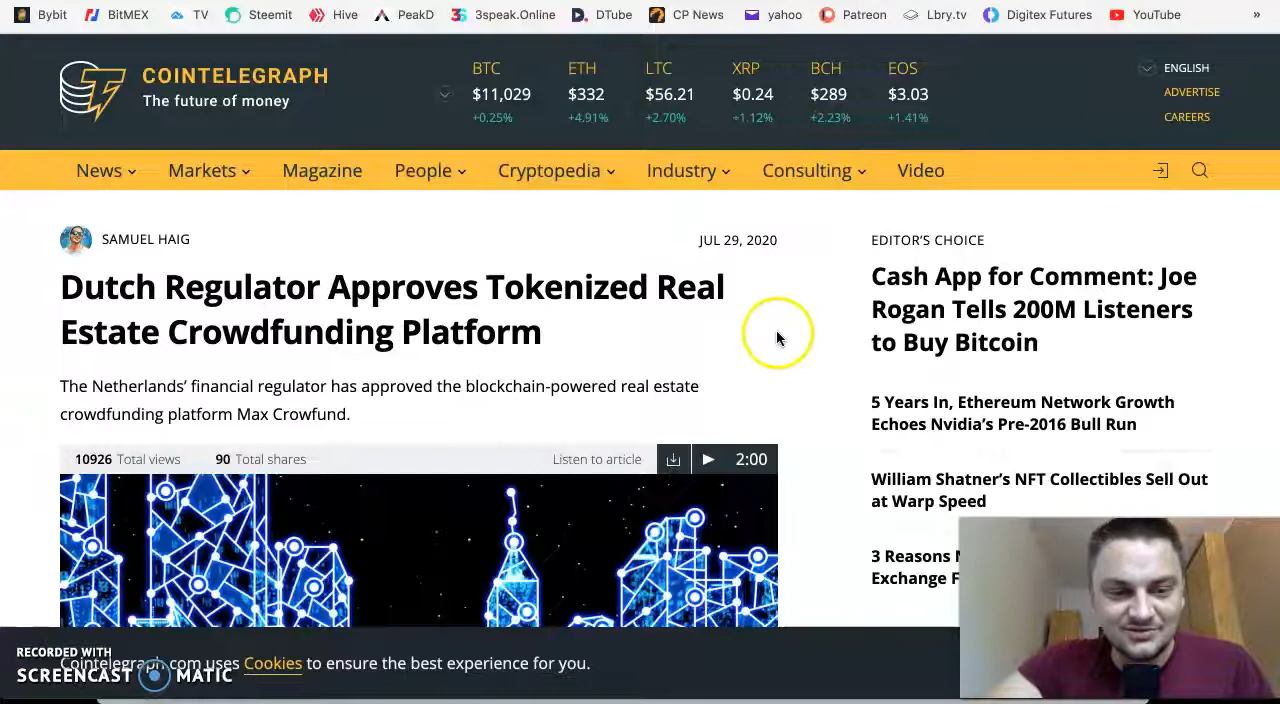 Bybit BitMEX TV Steemit Hive PeakD 3speak.Online DTube CP News yahoo Patreon Lbry.tv Digitex Futures YouTube »
COINTELEGRAPH
The future of money
BTC ETH LTC XRP BCH EOS
$11,029 $332 $56.21 $0.24 $289 $3.03
+0.25% +4.91% +2.70% +1.12% +2.23% +1.41%
ENGLISH
ADVERTISE
CAREERS
News Markets Magazine People Cryptopedia Industry Consulting Video
SAMUEL HAIG JUL 29, 2020
Dutch Regulator Approves Tokenized Real
Estate Crowdfunding Platform
The Netherlands’ financial regulator has approved the blockchain-powered real estate
crowdfunding platform Max Crowfund.
10926 Total views 90 Total shares Listen to article 2:00
EDITOR’S CHOICE
Cash App for Comment: Joe
Rogan Tells 200M Listeners
to Buy Bitcoin
5 Years In, Ethereum Network Growth
Echoes Nvidia’s Pre-2016 Bull Run
William Shatner’s NFT Collectibles Sell Out
at Warp Speed
3 Reasons
Exchange
Cointelegraph.com uses Cookies to ensure the best experience for you.
RECORDED WITH
SCREENCAST MATIC